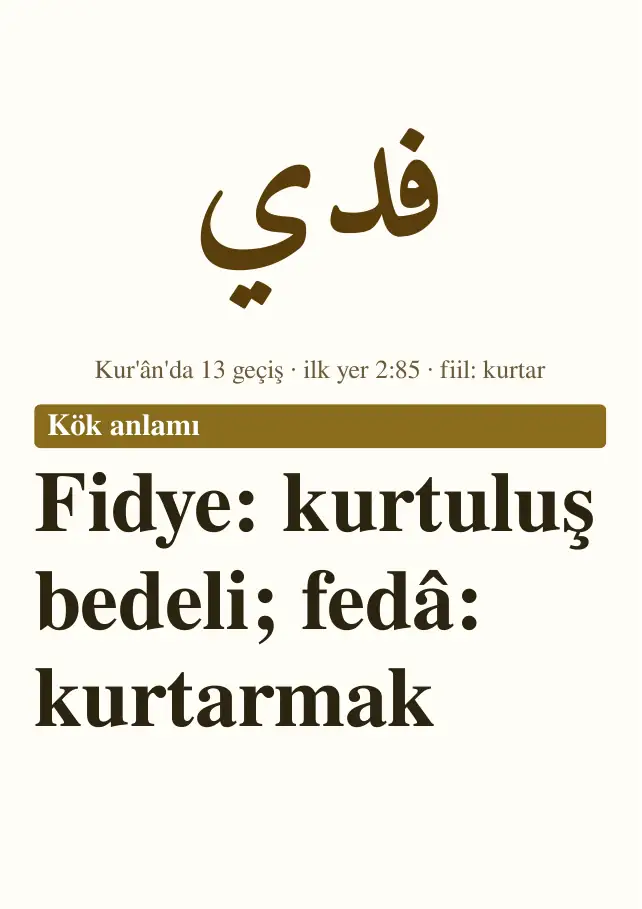 فدي
Kur'ân'da 13 geçiş · ilk yer 2:85 · fiil: kurtar
Kök anlamı
Fidye: kurtuluş
bedeli; fedâ:
kurtarmak